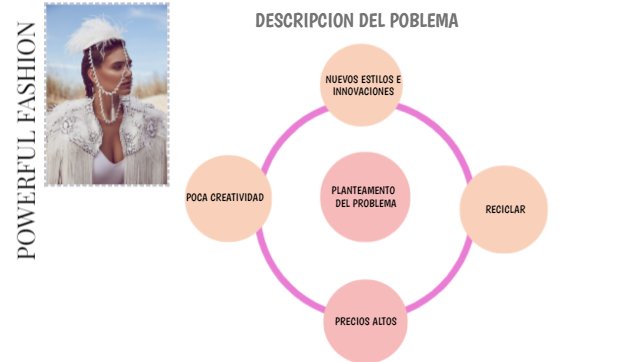 POWERFUL FASHION
DESCRIPCION DEL POBLEMA
NUEVOS ESTILOS E
INNOVACIONES
POCA CREATIVIDAD
PLANTEAMENTO
DEL PROBLEMA
RECICLAR
PRECIOS ALTOS